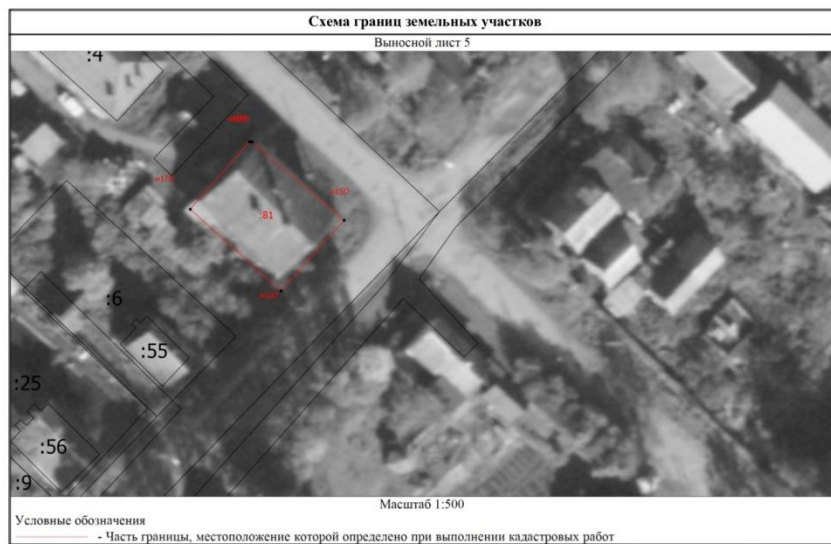 Схема границ земельных участков
Выносной лист 5
:4
:81
:6
:55
:25
:56
:9
Масштаб 1:500
Условные обозначения
- Часть границы, местоположение которой определено при выполнении кадастровых работ